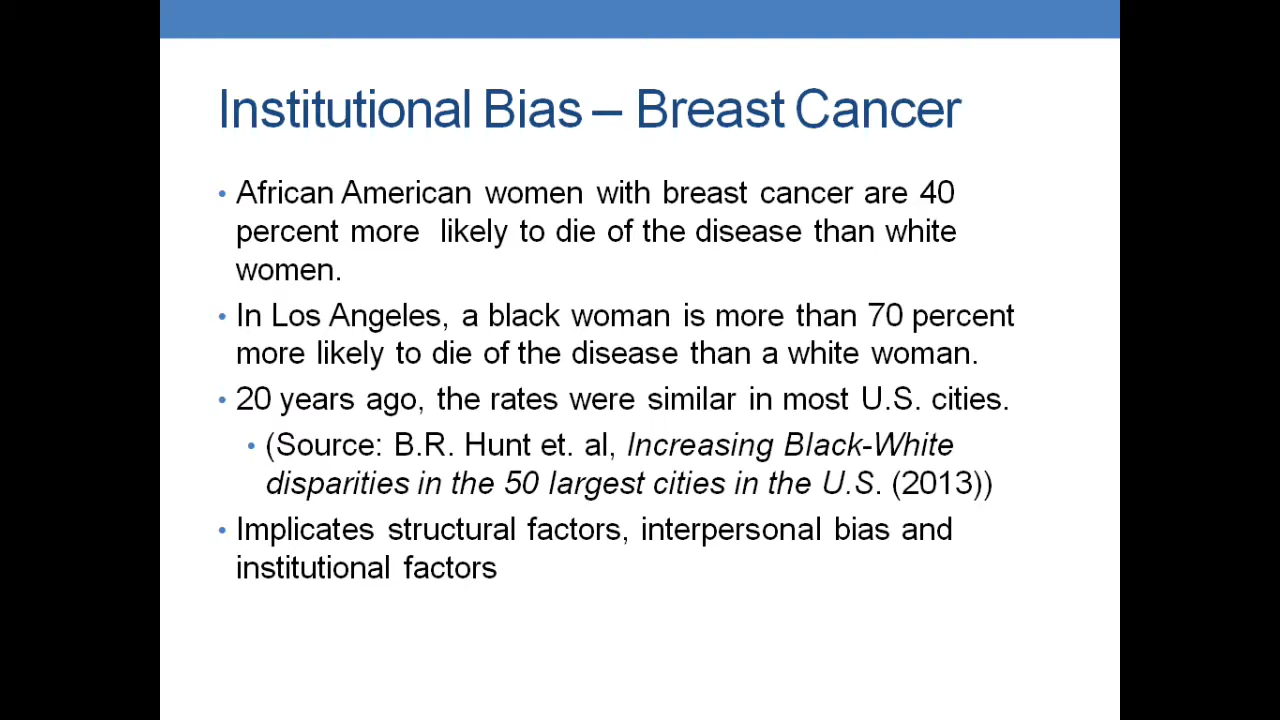 Institutional Bias – Breast Cancer
• African American women with breast cancer are 40
percent more  likely to die of the disease than white
women.
• In Los Angeles, a black woman is more than 70 percent
more likely to die of the disease than a white woman.
• 20 years ago, the rates were similar in most U.S. cities.
• (Source: B.R. Hunt et. al, Increasing Black-White
disparities in the 50 largest cities in the U.S. (2013))
• Implicates structural factors, interpersonal bias and
institutional factors